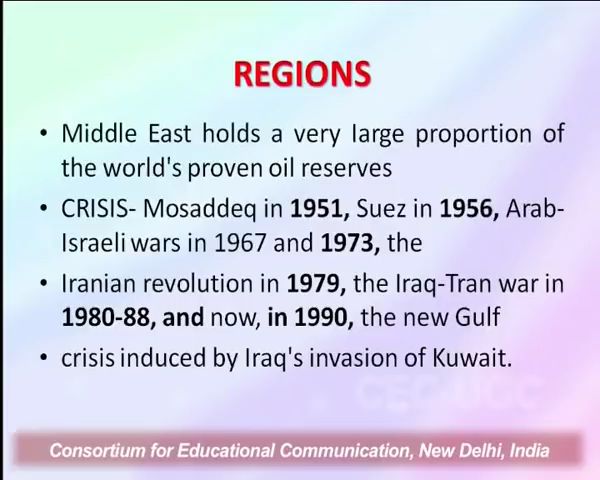 REGIONS
• Middle East holds a very large proportion of
the world's proven oil reserves
• CRISIS- Mosaddeq in 1951, Suez in 1956, Arab-
Israeli wars in 1967 and 1973, the
• Iranian revolution in 1979, the Iraq-Tran war in
1980-88, and now, in 1990, the new Gulf
• crisis induced by Iraq's invasion of Kuwait.
CEC-UGC
Consortium for Educational Communication, New Delhi, India